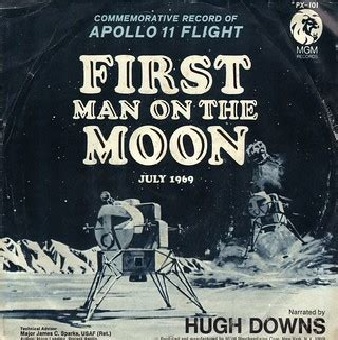 PX-101
COMMEMORATIVE RECORD OF
APOLLO 11 FLIGHT
MGM
RECORDS
FIRST
MAN ON THE
MOON
JULY 1969
Technical Advisor:
Major James C. Sparks, USAF (Ret.)
Narrated by
HUGH DOWNS